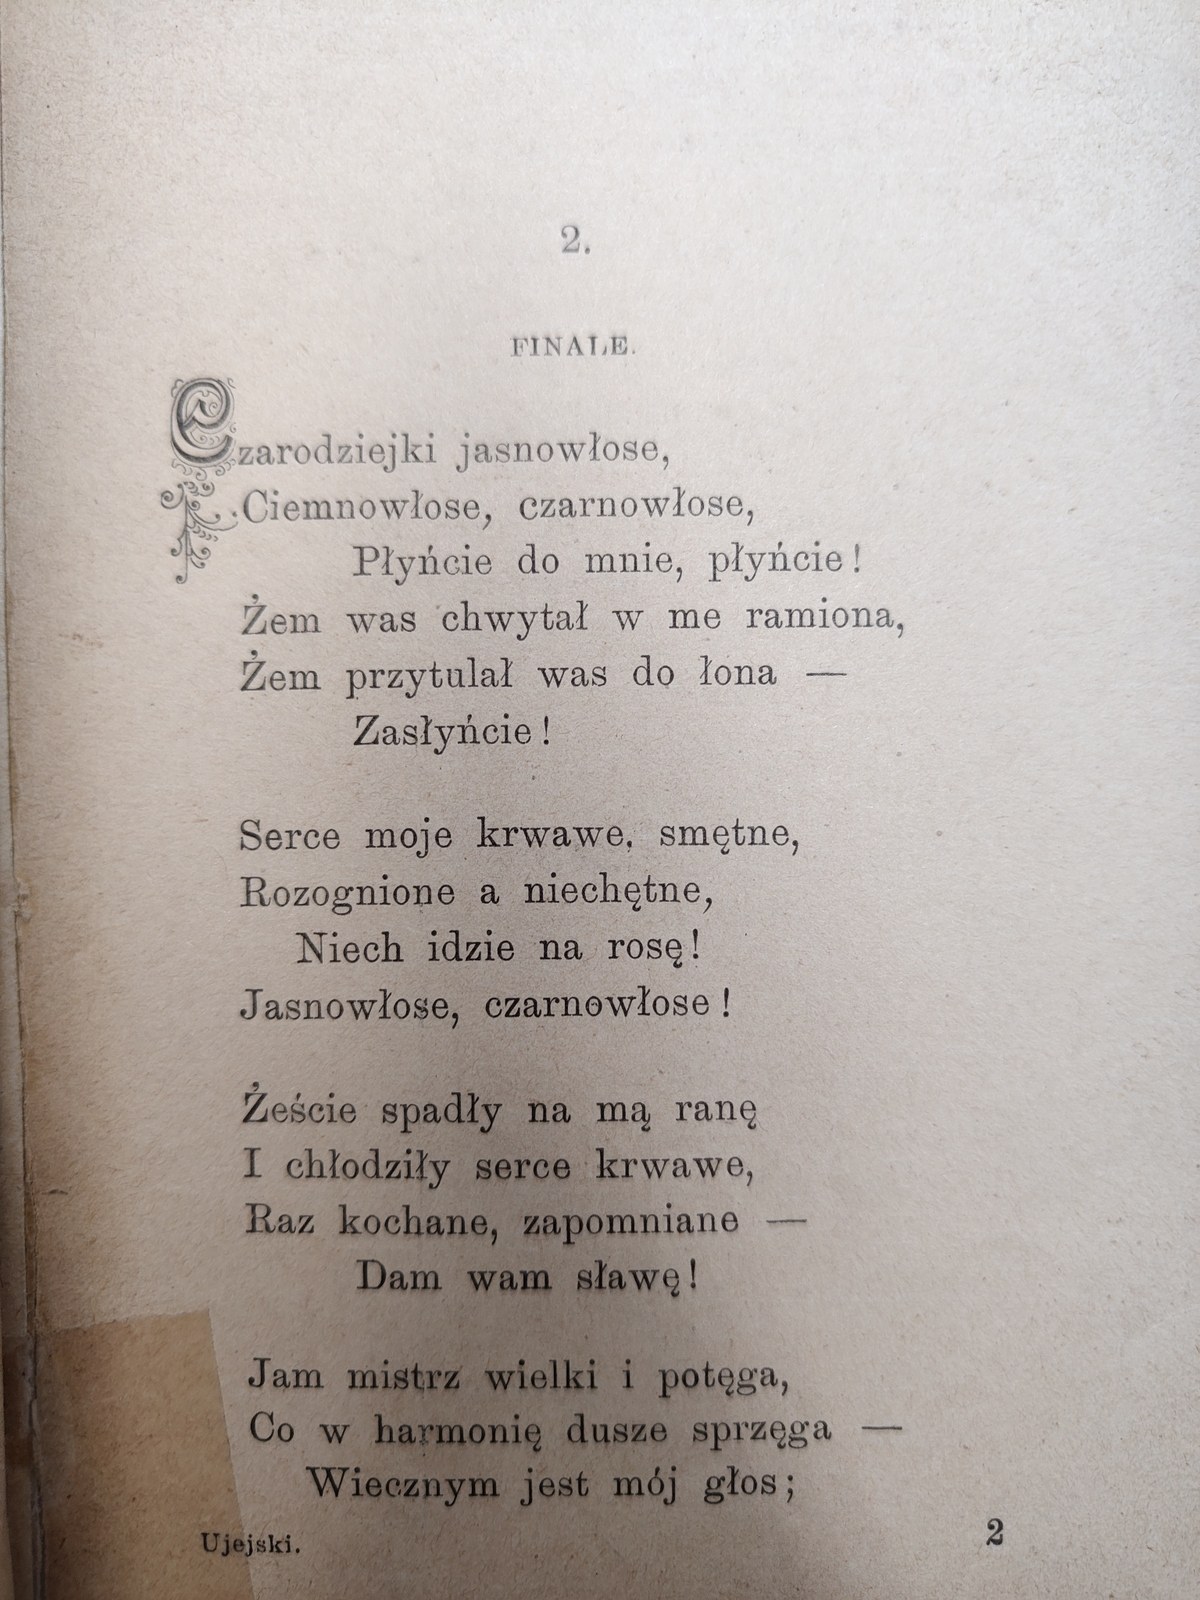 2.
FINALE.
Czarodziejki jasnowłose,
Ciemnowłose, czarnowłose,
Płyńcie do mnie, płyńcie!
Żem was chwytał w me ramiona,
Żem przytulał was do łona —
Zasłyńcie!
Serce moje krwawe, smętne,
Rozognione a niechętne,
Niech idzie na rosę!
Jasnowłose, czarnowłose!
Żeście spadły na mą ranę
I chłodziły serce krwawe,
Raz kochane, zapomniane —
Dam wam sławę!
Jam mistrz wielki i potęga,
Co w harmonię dusze sprzęga —
Wiecznym jest mój głos;
Ujejski. 2